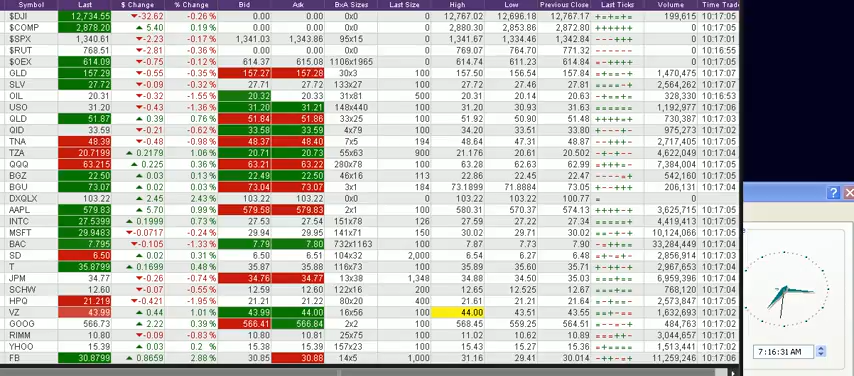 Symbol Last $ Change % Change Bid Ask BxA Sizes Last Size High Low Previous Close Last Ticks Volume Time Trade
$DJI 12,734.55 -32.62 -0.26 % 0.00 0.00 0x0 12,767.02 12,696.18 12,767.17 +-+=+=+ 199,615 10:17:05
$COMP 2,878.20 5.40 0.19 % 0.00 0.00 0x0 2,880.30 2,853.86 2,872.80 ++++++ 0 10:17:05
$SPX 1,340.61 -2.23 -0.17 % 1,341.03 1,343.96 95x15 1,341.67 1,334.46 1,342.84 0 10:17:01
$RUT 768.51 -2.81 -0.36 % 0.00 0.00 0x0 769.07 764.70 771.32 0 10:16:55
$OEX 614.09 -0.75 -0.12 % 614.37 615.08 1106x1965 614.74 611.23 614.84 0 10:17:05
GLD 157.29 -0.55 -0.35 % 157.27 157.28 30x3 100 157.50 156.54 157.84 1,470,475 10:17:07
SLV 27.72 -0.09 -0.32 % 27.71 27.72 133x27 100 27.72 27.46 27.81 10:17:05
OIL 20.31 -0.32 -1.55 % 20.33 20.32 31x81 500 20.32 20.14 20.63 328,330 10:16:53
USO 31.20 -0.43 -1.36 % 31.20 31.21 148x440 100 31.20 30.93 31.63 1,192,977 10:17:06
QLD 51.87 0.39 0.76 % 51.84 51.86 33x25 100 51.92 50.90 51.48 730,387 10:17:03
QID 33.59 -0.21 -0.62 % 33.58 33.59 4x79 100 34.20 33.51 33.80 975,273 10:17:02
TNA 48.39 -0.48 -0.98 % 48.37 48.40 7x5 194 48.64 47.31 48.87 2,717,405 10:17:05
TZA 20.7199 0.2179 1.06 % 20.71 20.73 55x63 900 21.176 20.61 20.502 4,622,049 10:17:04
QQQ 63.215 0.225 0.36 % 63.21 63.22 280x78 100 63.28 62.63 62.99 7,384,004 10:17:05
BGZ 22.50 0.03 0.13 % 22.49 22.50 46x16 113 22.86 22.45 22.47 542,160 10:17:05
BGU 73.07 0.02 0.03 % 73.04 73.07 3x1 184 73.1899 71.8884 73.05 206,131 10:17:04
DXQLX 103.22 2.45 2.43 % 103.22 0.00 0x0 103.22 103.22 100.77 = 0
AAPL 579.83 5.70 0.99 % 579.58 579.83 2x1 100 580.31 570.37 574.13 3,625,715 10:17:05
INTC 27.5399 0.1999 0.73 % 27.53 27.54 151x78 126 27.59 27.22 27.34 4,419,413 10:17:05
MSFT 29.9483 -0.0717 -0.24 % 29.94 29.95 141x71 150 30.02 29.71 30.02 10,124,066 10:17:05
BAC 7.795 -0.105 -1.33 % 7.79 7.80 732x1163 100 7.87 7.73 7.90 33,284,449 10:17:04
SD 6.50 0.02 0.31 % 6.50 6.51 104x32 2,000 6.54 6.27 6.48 2,856,914 10:17:03
T 35.8799 0.1699 0.48 % 35.87 35.88 116x73 100 35.89 35.60 35.71 2,967,653 10:17:05
JPM 34.77 -0.26 -0.74 % 34.76 34.77 13x38 1,348 34.88 34.50 35.03 6,959,396 10:17:04
SCHW 12.60 -0.07 -0.55 % 12.59 12.60 122x16 200 12.65 12.525 12.67 768,120 10:17:04
HPQ 21.219 -0.421 -1.95 % 21.21 21.22 80x20 400 21.61 21.21 21.64 2,573,847 10:17:05
VZ 43.99 0.44 1.01 % 43.99 44.00 16x56 100 44.00 43.51 43.55 1,632,693 10:17:02
GOOG 566.73 2.22 0.39 % 566.41 566.84 2x2 100 568.45 559.25 564.51 484,763 10:17:02
RIMM 10.80 -0.09 -0.83 % 10.80 10.81 25x75 100 11.02 10.62 10.89 3,044,657 10:17:01
YHOO 15.39 0.03 0.2 % 15.38 15.39 157x23 100 15.43 15.27 15.36 1,513,441 10:17:05
FB 30.8799 0.8659 2.88 % 30.85 30.88 14x5 1,000 31.16 29.41 30.014 11,259,246 10:17:06
7:16:31 AM